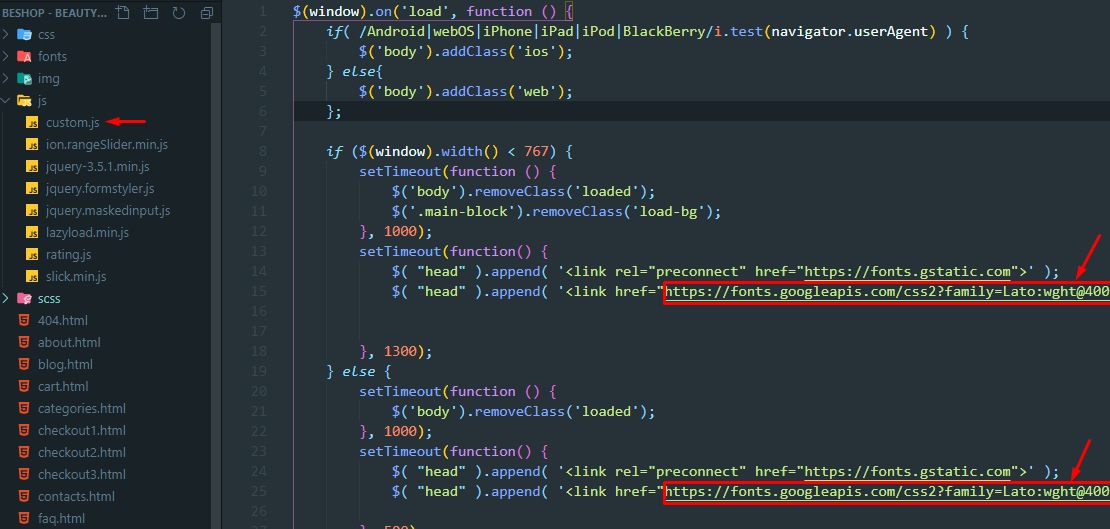 BESHOP - BEAUTY...
css
fonts
img
js
custom.js
ion.rangeSlider.min.js
jquery-3.5.1.min.js
jquery.formstyler.js
jquery.maskedinput.js
lazyload.min.js
rating.js
slick.min.js
scss
404.html
about.html
blog.html
cart.html
categories.html
checkout1.html
checkout2.html
checkout3.html
contacts.html
faq.html
1 $(window).on('load', function () {
2 if( /Android|webOS|iPhone|iPad|iPod|BlackBerry/i.test(navigator.userAgent) ) {
3 $('body').addClass('ios');
4 } else{
5 $('body').addClass('web');
6 };
7
8 if ($(window).width() < 767) {
9 setTimeout(function () {
10 $('body').removeClass('loaded');
11 $('.main-block').removeClass('load-bg');
12 }, 1000);
13 setTimeout(function() {
14 $( "head" ).append( '<link rel="preconnect" href="https://fonts.gstatic.com">' );
15 $( "head" ).append( '<link href="https://fonts.googleapis.com/css2?family=Lato:wght@400
16
17
18 }, 1300);
19 } else {
20 setTimeout(function () {
21 $('body').removeClass('loaded');
22 }, 1000);
23 setTimeout(function() {
24 $( "head" ).append( '<link rel="preconnect" href="https://fonts.gstatic.com">' );
25 $( "head" ).append( '<link href="https://fonts.googleapis.com/css2?family=Lato:wght@400
26